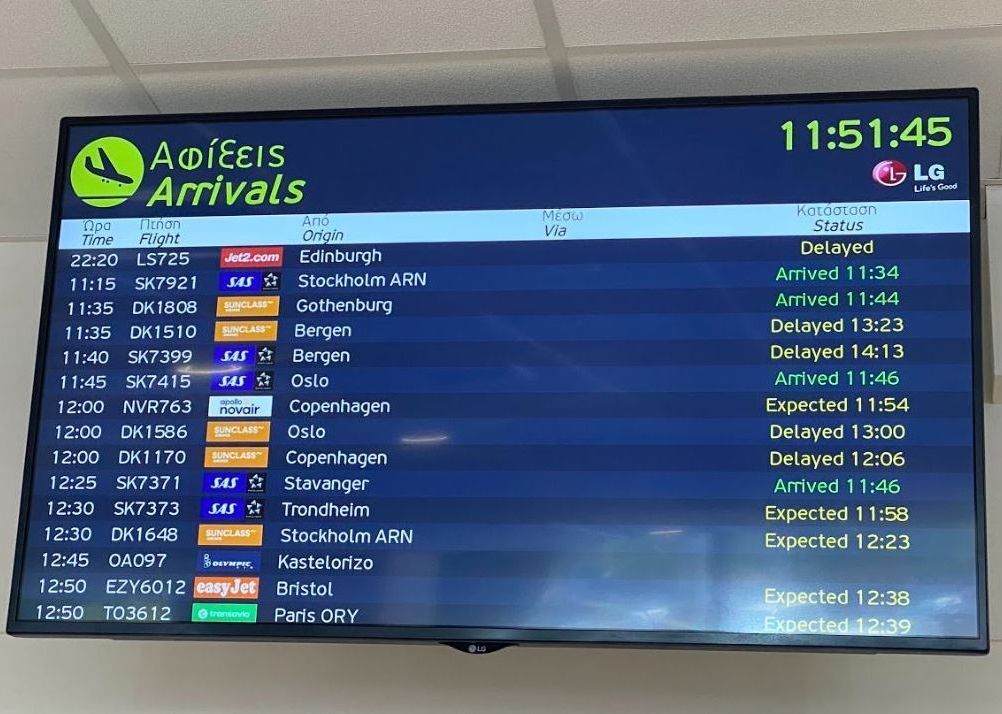 Αφίξεις
Arrivals
11:51:45
LG
Life's Good
Ώρα Πτήση Από Μέσω Κατάσταση
Time Flight Origin Via Status
22:20 LS725 Jet2.com Edinburgh Delayed
11:15 SK7921 SAS Stockholm ARN Arrived 11:34
11:35 DK1808 SUNCLASS Gothenburg Arrived 11:44
11:35 DK1510 SUNCLASS Bergen Delayed 13:23
11:40 SK7399 SAS Bergen Delayed 14:13
11:45 SK7415 SAS Oslo Arrived 11:46
12:00 NVR763 apollo novair Copenhagen Expected 11:54
12:00 DK1586 SUNCLASS Oslo Delayed 13:00
12:00 DK1170 SUNCLASS Copenhagen Delayed 12:06
12:25 SK7371 SAS Stavanger Arrived 11:46
12:30 SK7373 SAS Trondheim Expected 11:58
12:30 DK1648 SUNCLASS Stockholm ARN Expected 12:23
12:45 OA097 OLYMPIC Kastelorizo
12:50 EZY6012 easyJet Bristol Expected 12:38
12:50 TO3612 transavia Paris ORY Expected 12:39
LG